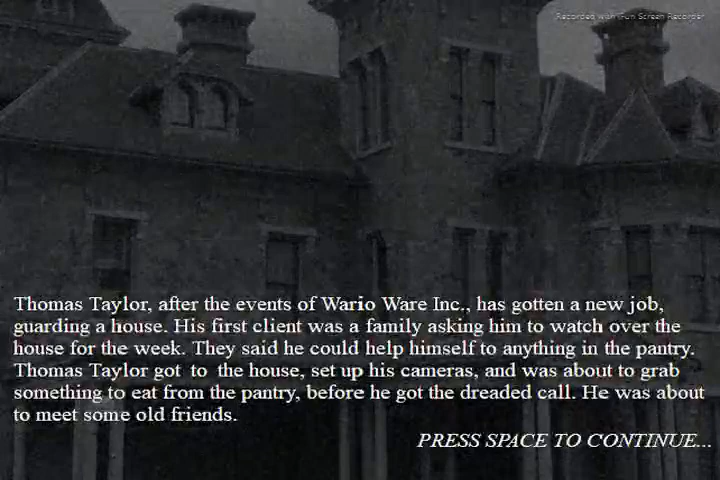 Recorded with iFun Screen Recorder
Thomas Taylor, after the events of Wario Ware Inc., has gotten a new job,
guarding a house. His first client was a family asking him to watch over the
house for the week. They said he could help himself to anything in the pantry.
Thomas Taylor got to the house, set up his cameras, and was about to grab
something to eat from the pantry, before he got the dreaded call. He was about
to meet some old friends.
PRESS SPACE TO CONTINUE...